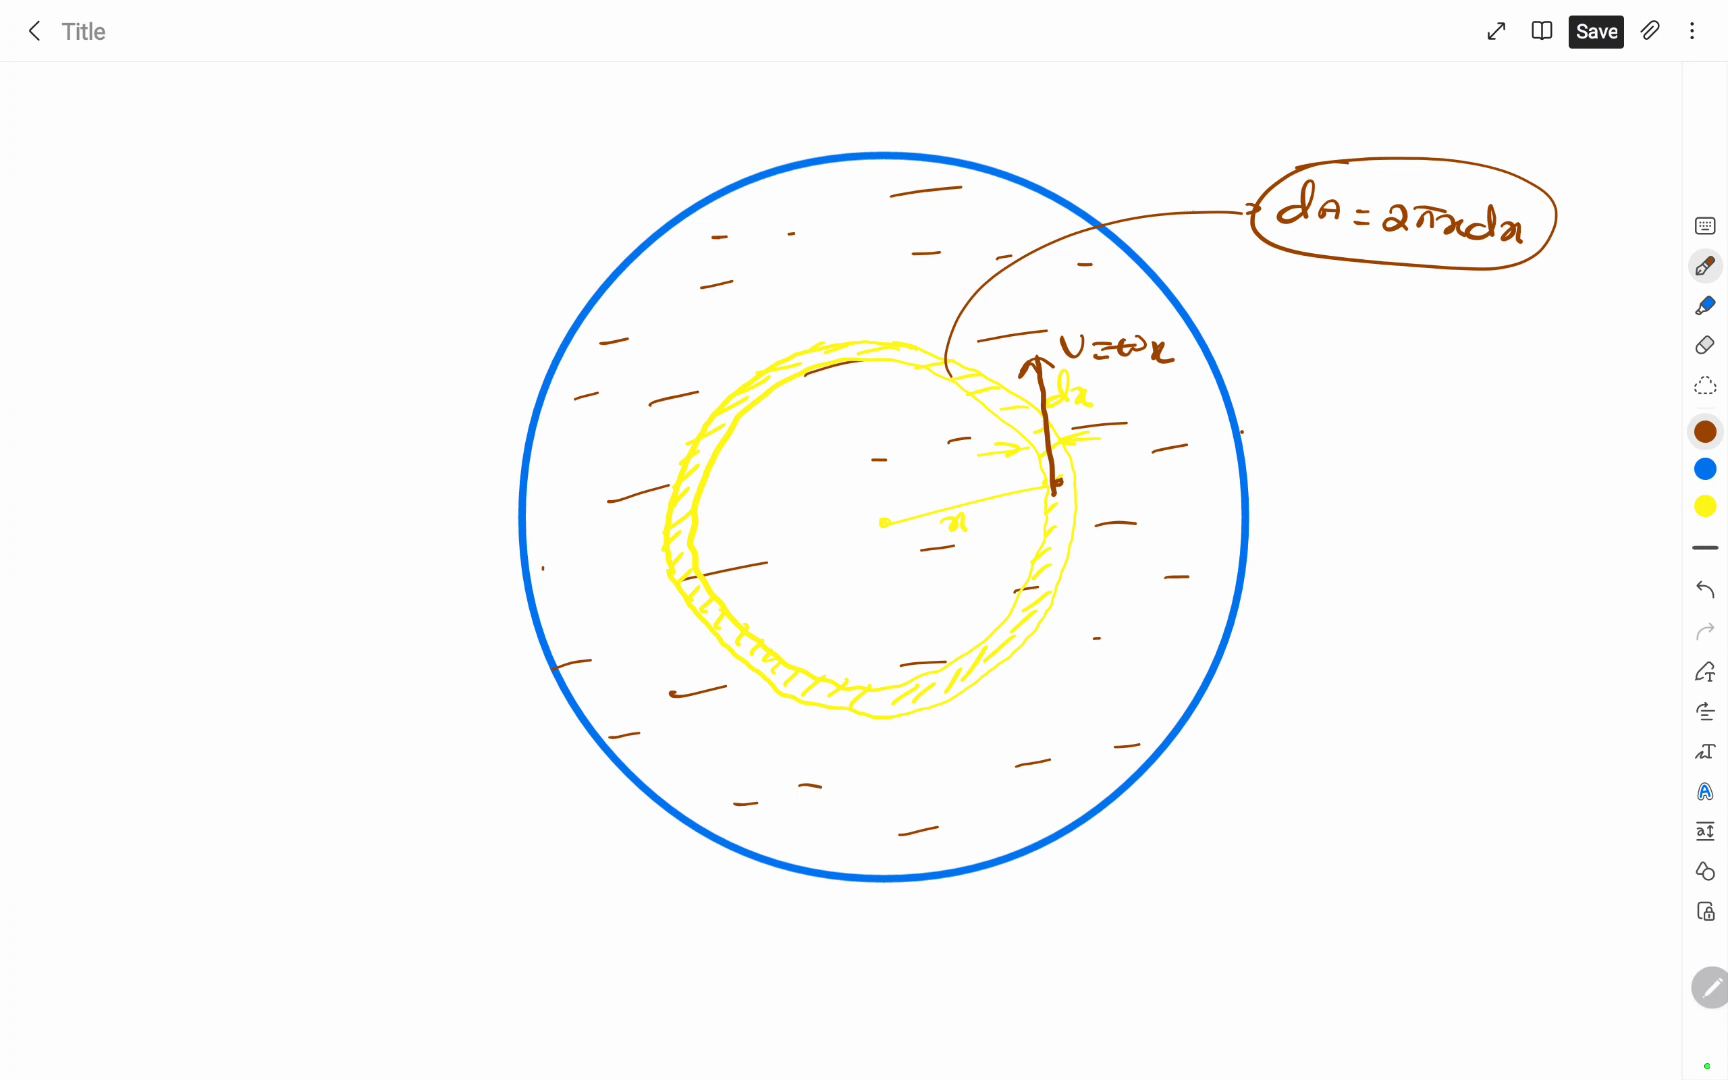 Title
Save
dA = 2πxdx
v = ωx
dx
x